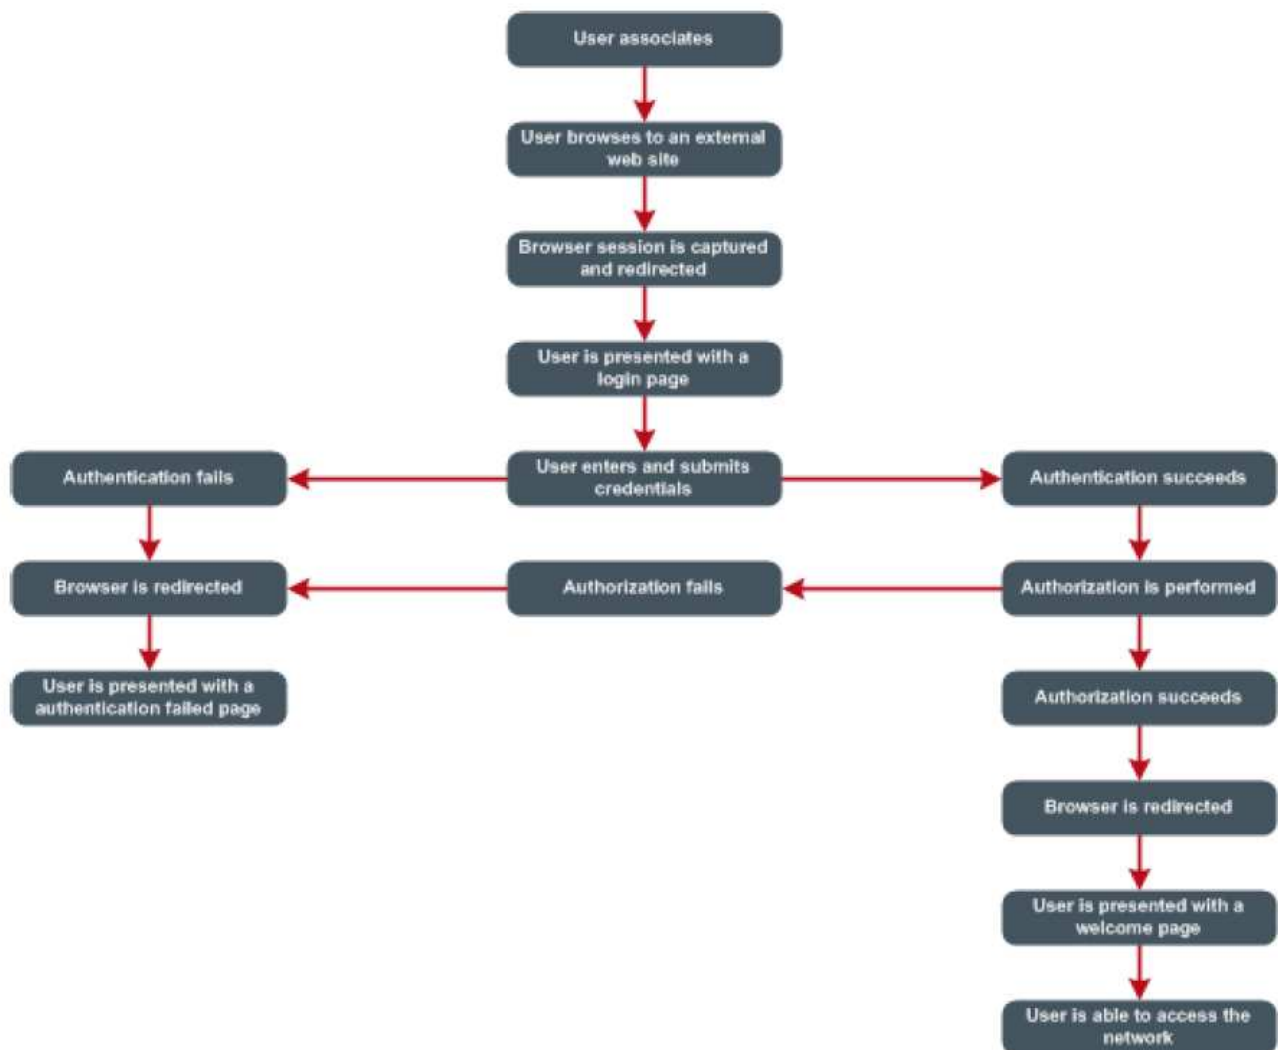 User associates
User browses to an external
web site
Browser session is captured
and redirected
User is presented with a
login page
Authentication fails
User enters and submits
credentials
Authentication succeeds
Browser is redirected
Authorization fails
Authorization is performed
User is presented with a
authentication failed page
Authorization succeeds
Browser is redirected
User is presented with a
welcome page
User is able to access the
network